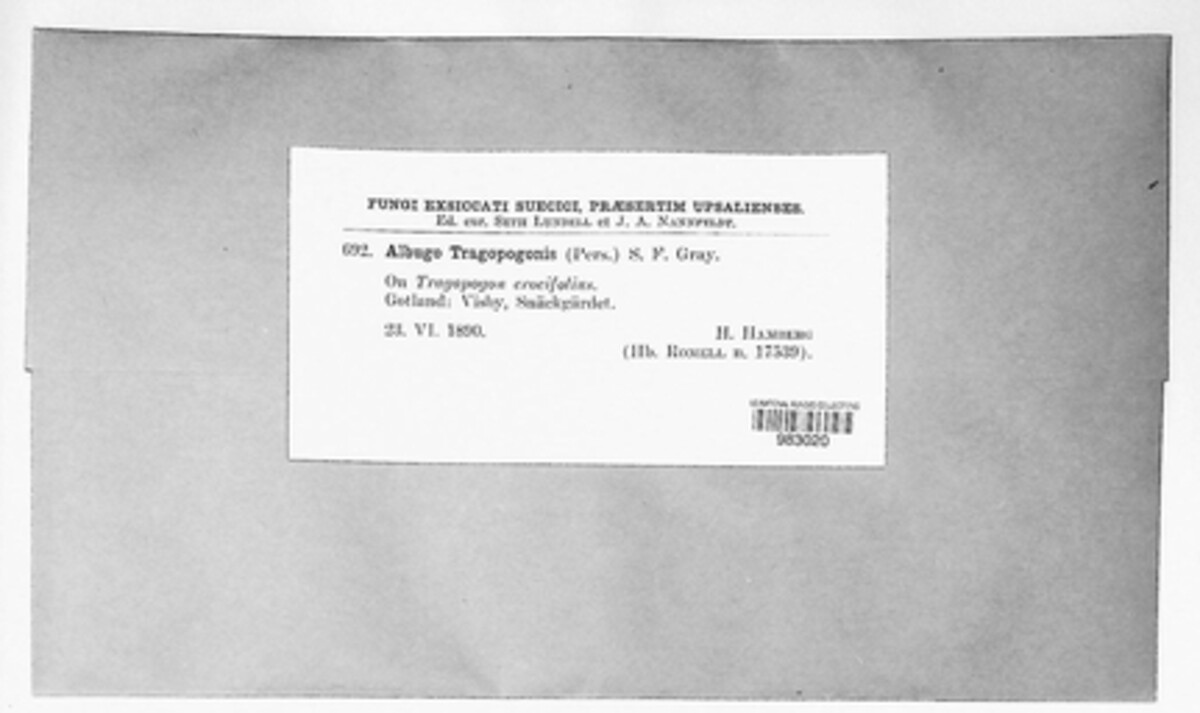 FUNGI EXSICCATI SUECICI, PRÆSERTIM UPSALIENSES.
Ed. cur. SETH LUNDELL et J. A. NANNFELDT.
692. Albugo Tragopogonis (Pers.) S. F. Gray.
On Tragopogon crocifolius.
Gotland: Visby, Snäckgärdet.
23. VI. 1890. H. HAMBERG
(Hb. ROMELL n. 17539).
983020